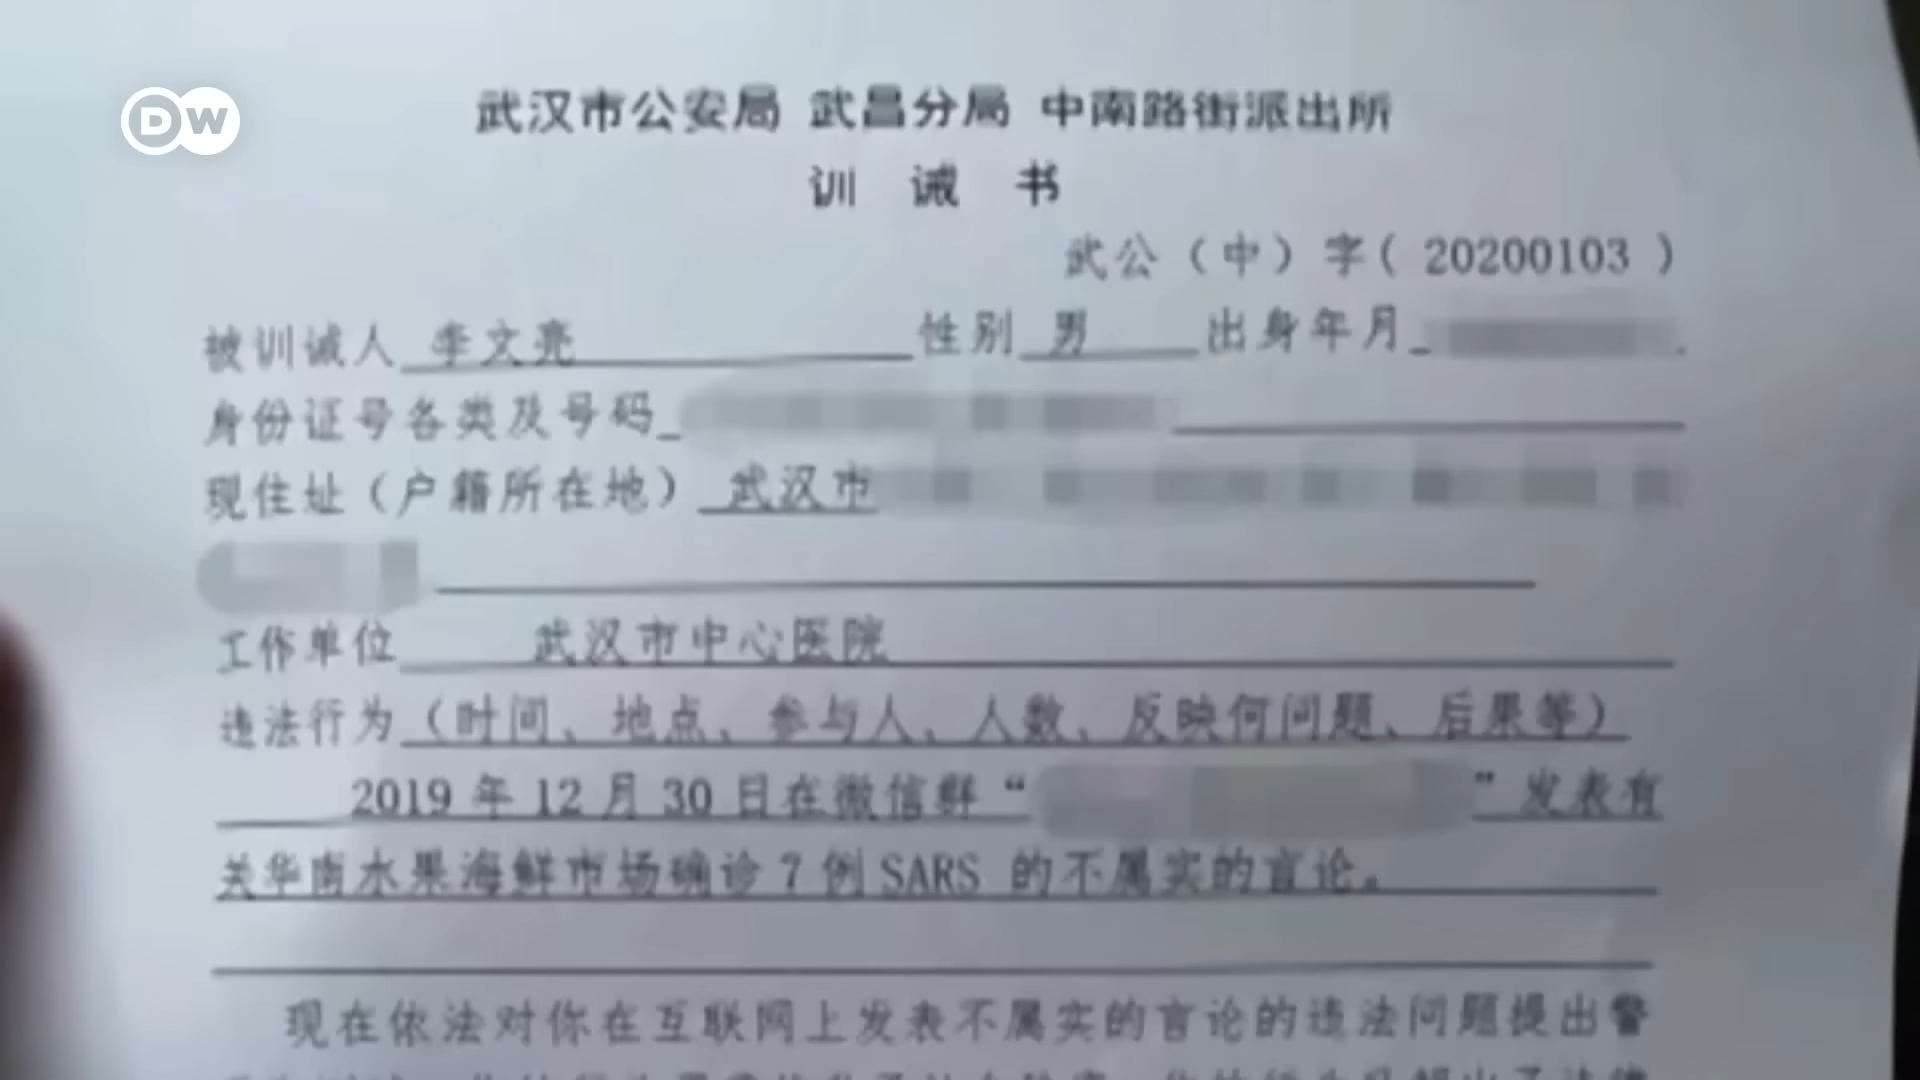 DW
武汉市公安局 武昌分局 中南路街派出所
训 诫 书
武公（中）字( 20200103 )
被训诫人 李文亮 性别 男 出身年月
身份证号各类及号码
现住址（户籍所在地） 武汉市
工作单位 武汉市中心医院
违法行为（时间、地点、参与人、人数、反映何问题、后果等）
2019 年 12 月 30 日在微信群“ ”发表有
关华南水果海鲜市场确诊 7 例 SARS 的不属实的言论。
现在依法对你在互联网上发表不属实的言论的违法问题提出警